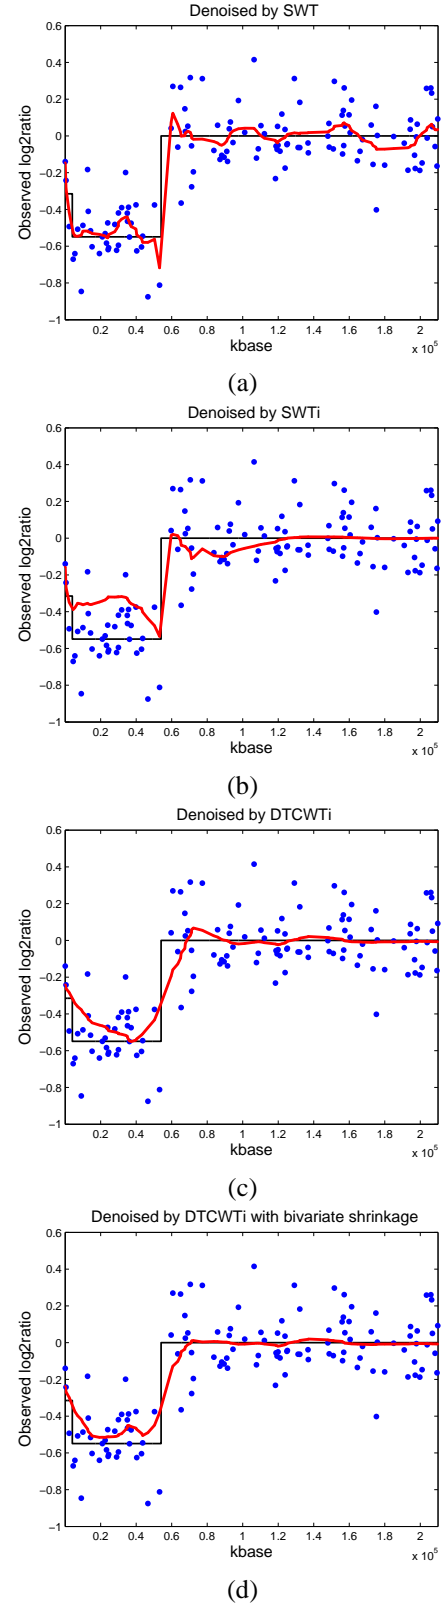 Denoised by SWT
0.6
0.4
0.2
0
−0.2
−0.4
−0.6
−0.8
−1
Observed log2ratio
0.2 0.4 0.6 0.8 1 1.2 1.4 1.6 1.8 2
kbase
x 10^5
(a)
Denoised by SWTi
0.6
0.4
0.2
0
−0.2
−0.4
−0.6
−0.8
−1
Observed log2ratio
0.2 0.4 0.6 0.8 1 1.2 1.4 1.6 1.8 2
kbase
x 10^5
(b)
Denoised by DTCWTi
0.6
0.4
0.2
0
−0.2
−0.4
−0.6
−0.8
−1
Observed log2ratio
0.2 0.4 0.6 0.8 1 1.2 1.4 1.6 1.8 2
kbase
x 10^5
(c)
Denoised by DTCWTi with bivariate shrinkage
0.6
0.4
0.2
0
−0.2
−0.4
−0.6
−0.8
−1
Observed log2ratio
0.2 0.4 0.6 0.8 1 1.2 1.4 1.6 1.8 2
kbase
x 10^5
(d)